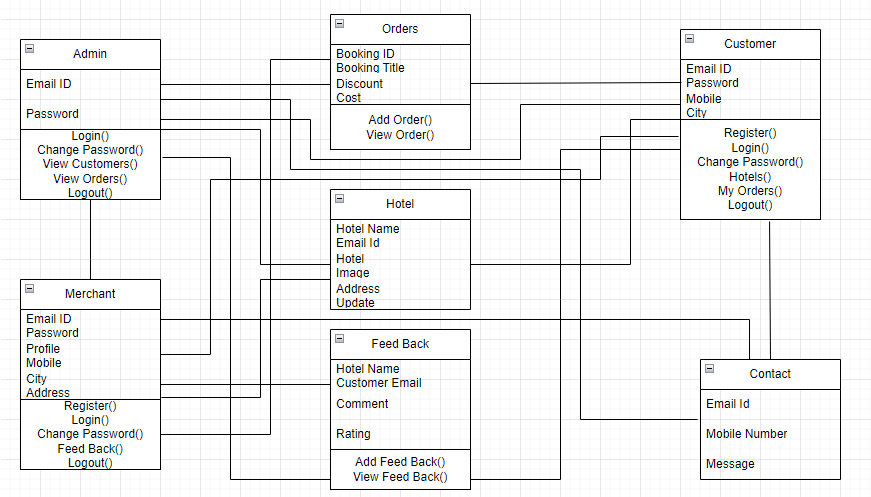 Orders
Booking ID
Booking Title
Discount
Cost
Add Order()
View Order()
Admin
Email ID
Password
Login()
Change Password()
View Customers()
View Orders()
Logout()
Customer
Email ID
Password
Mobile
City
Register()
Login()
Change Password()
Hotels()
My Orders()
Logout()
Hotel
Hotel Name
Email Id
Hotel
Image
Address
Update
Merchant
Email ID
Password
Profile
Mobile
City
Address
Register()
Login()
Change Password()
Feed Back()
Logout()
Feed Back
Hotel Name
Customer Email
Comment
Rating
Add Feed Back()
View Feed Back()
Contact
Email Id
Mobile Number
Message